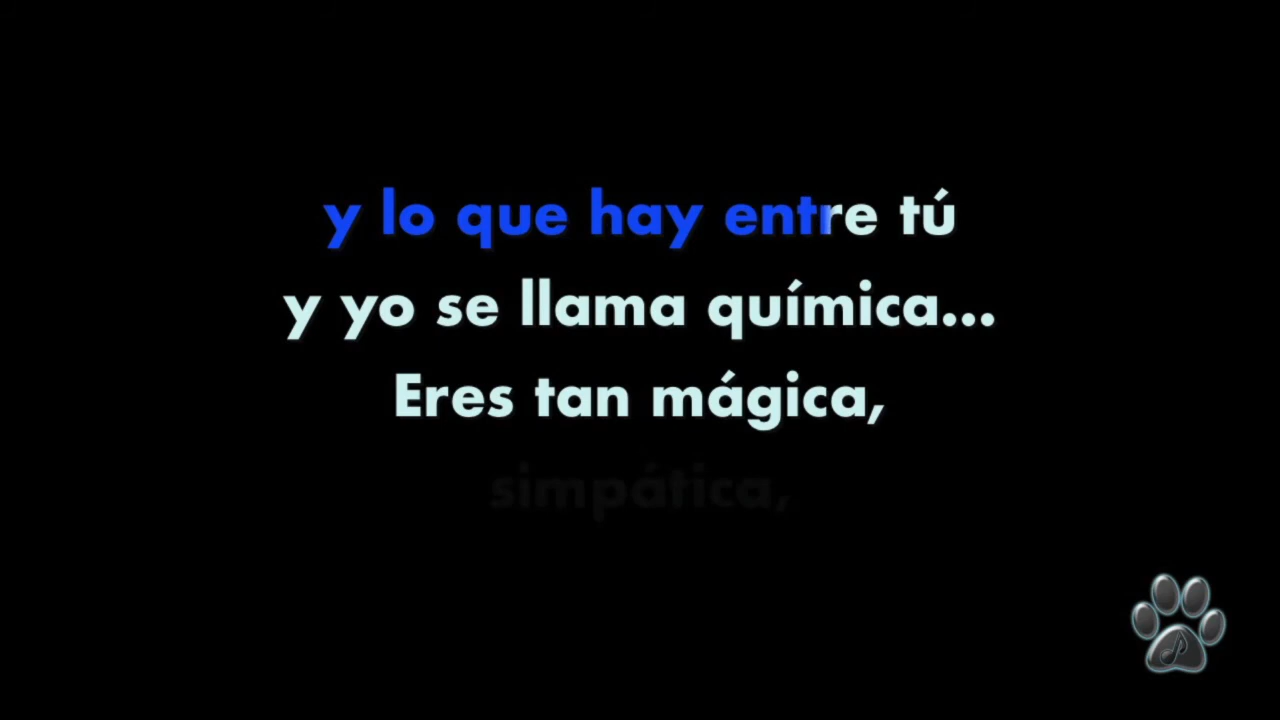 y lo que hay entre tú
y yo se llama química...
Eres tan mágica,
simpática,